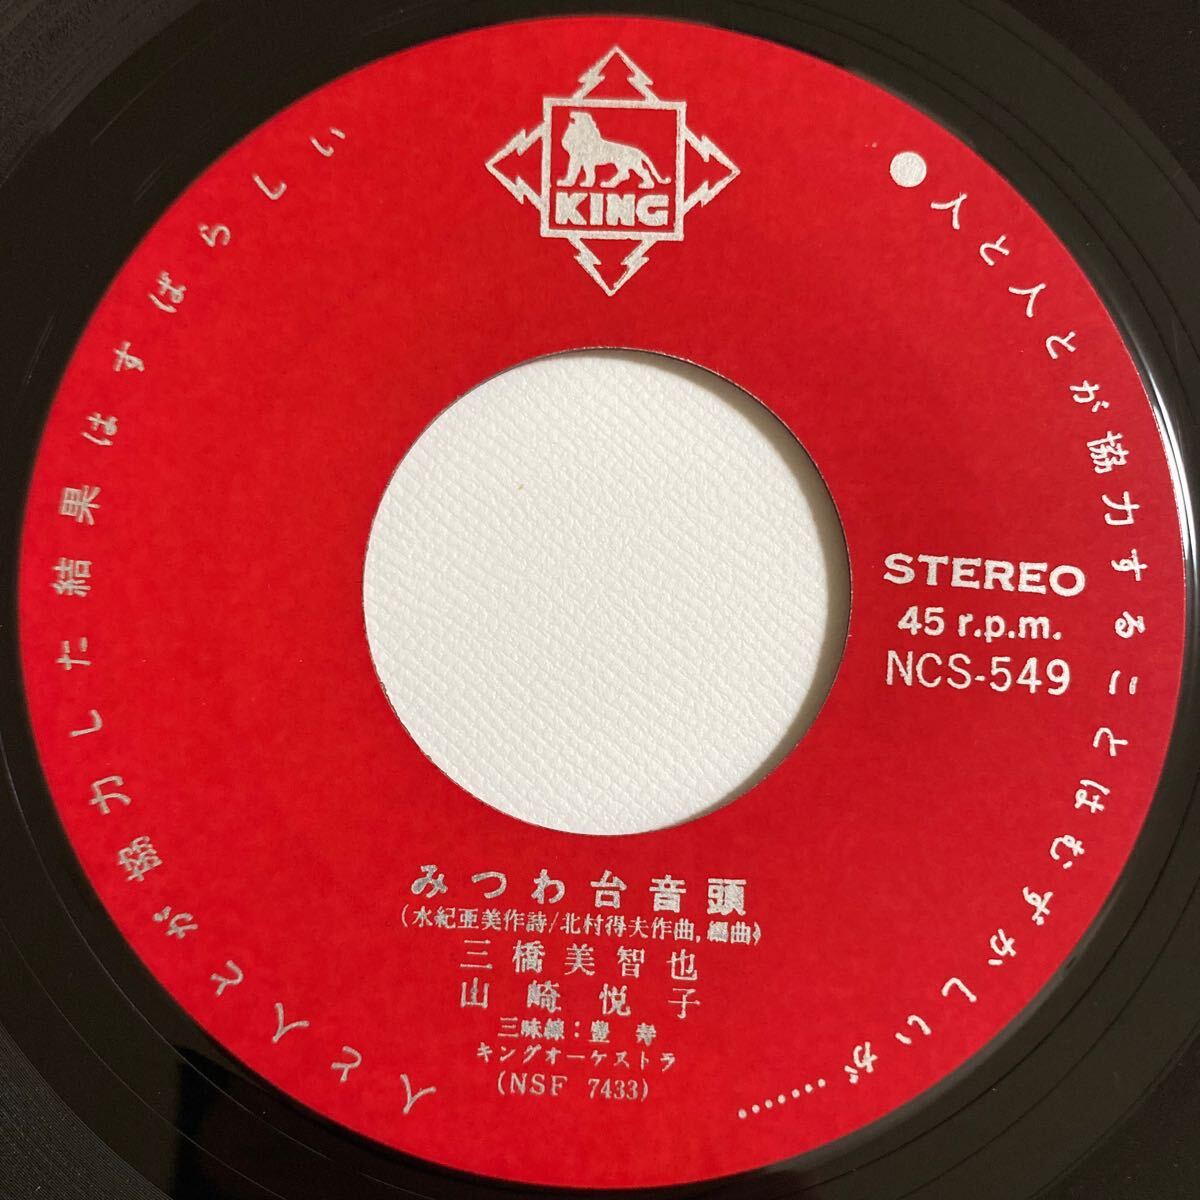 KING
●人と人とが協力することはむずかしいが………
人と人とが協力した結果はすばらしい
STEREO
45 r.p.m.
NCS-549
みつわ台音頭
(水紀亜美作詩/北村得夫作曲,編曲)
三橋美智也
山崎悦子
三味線：豊寿
キングオーケストラ
(NSF 7433)